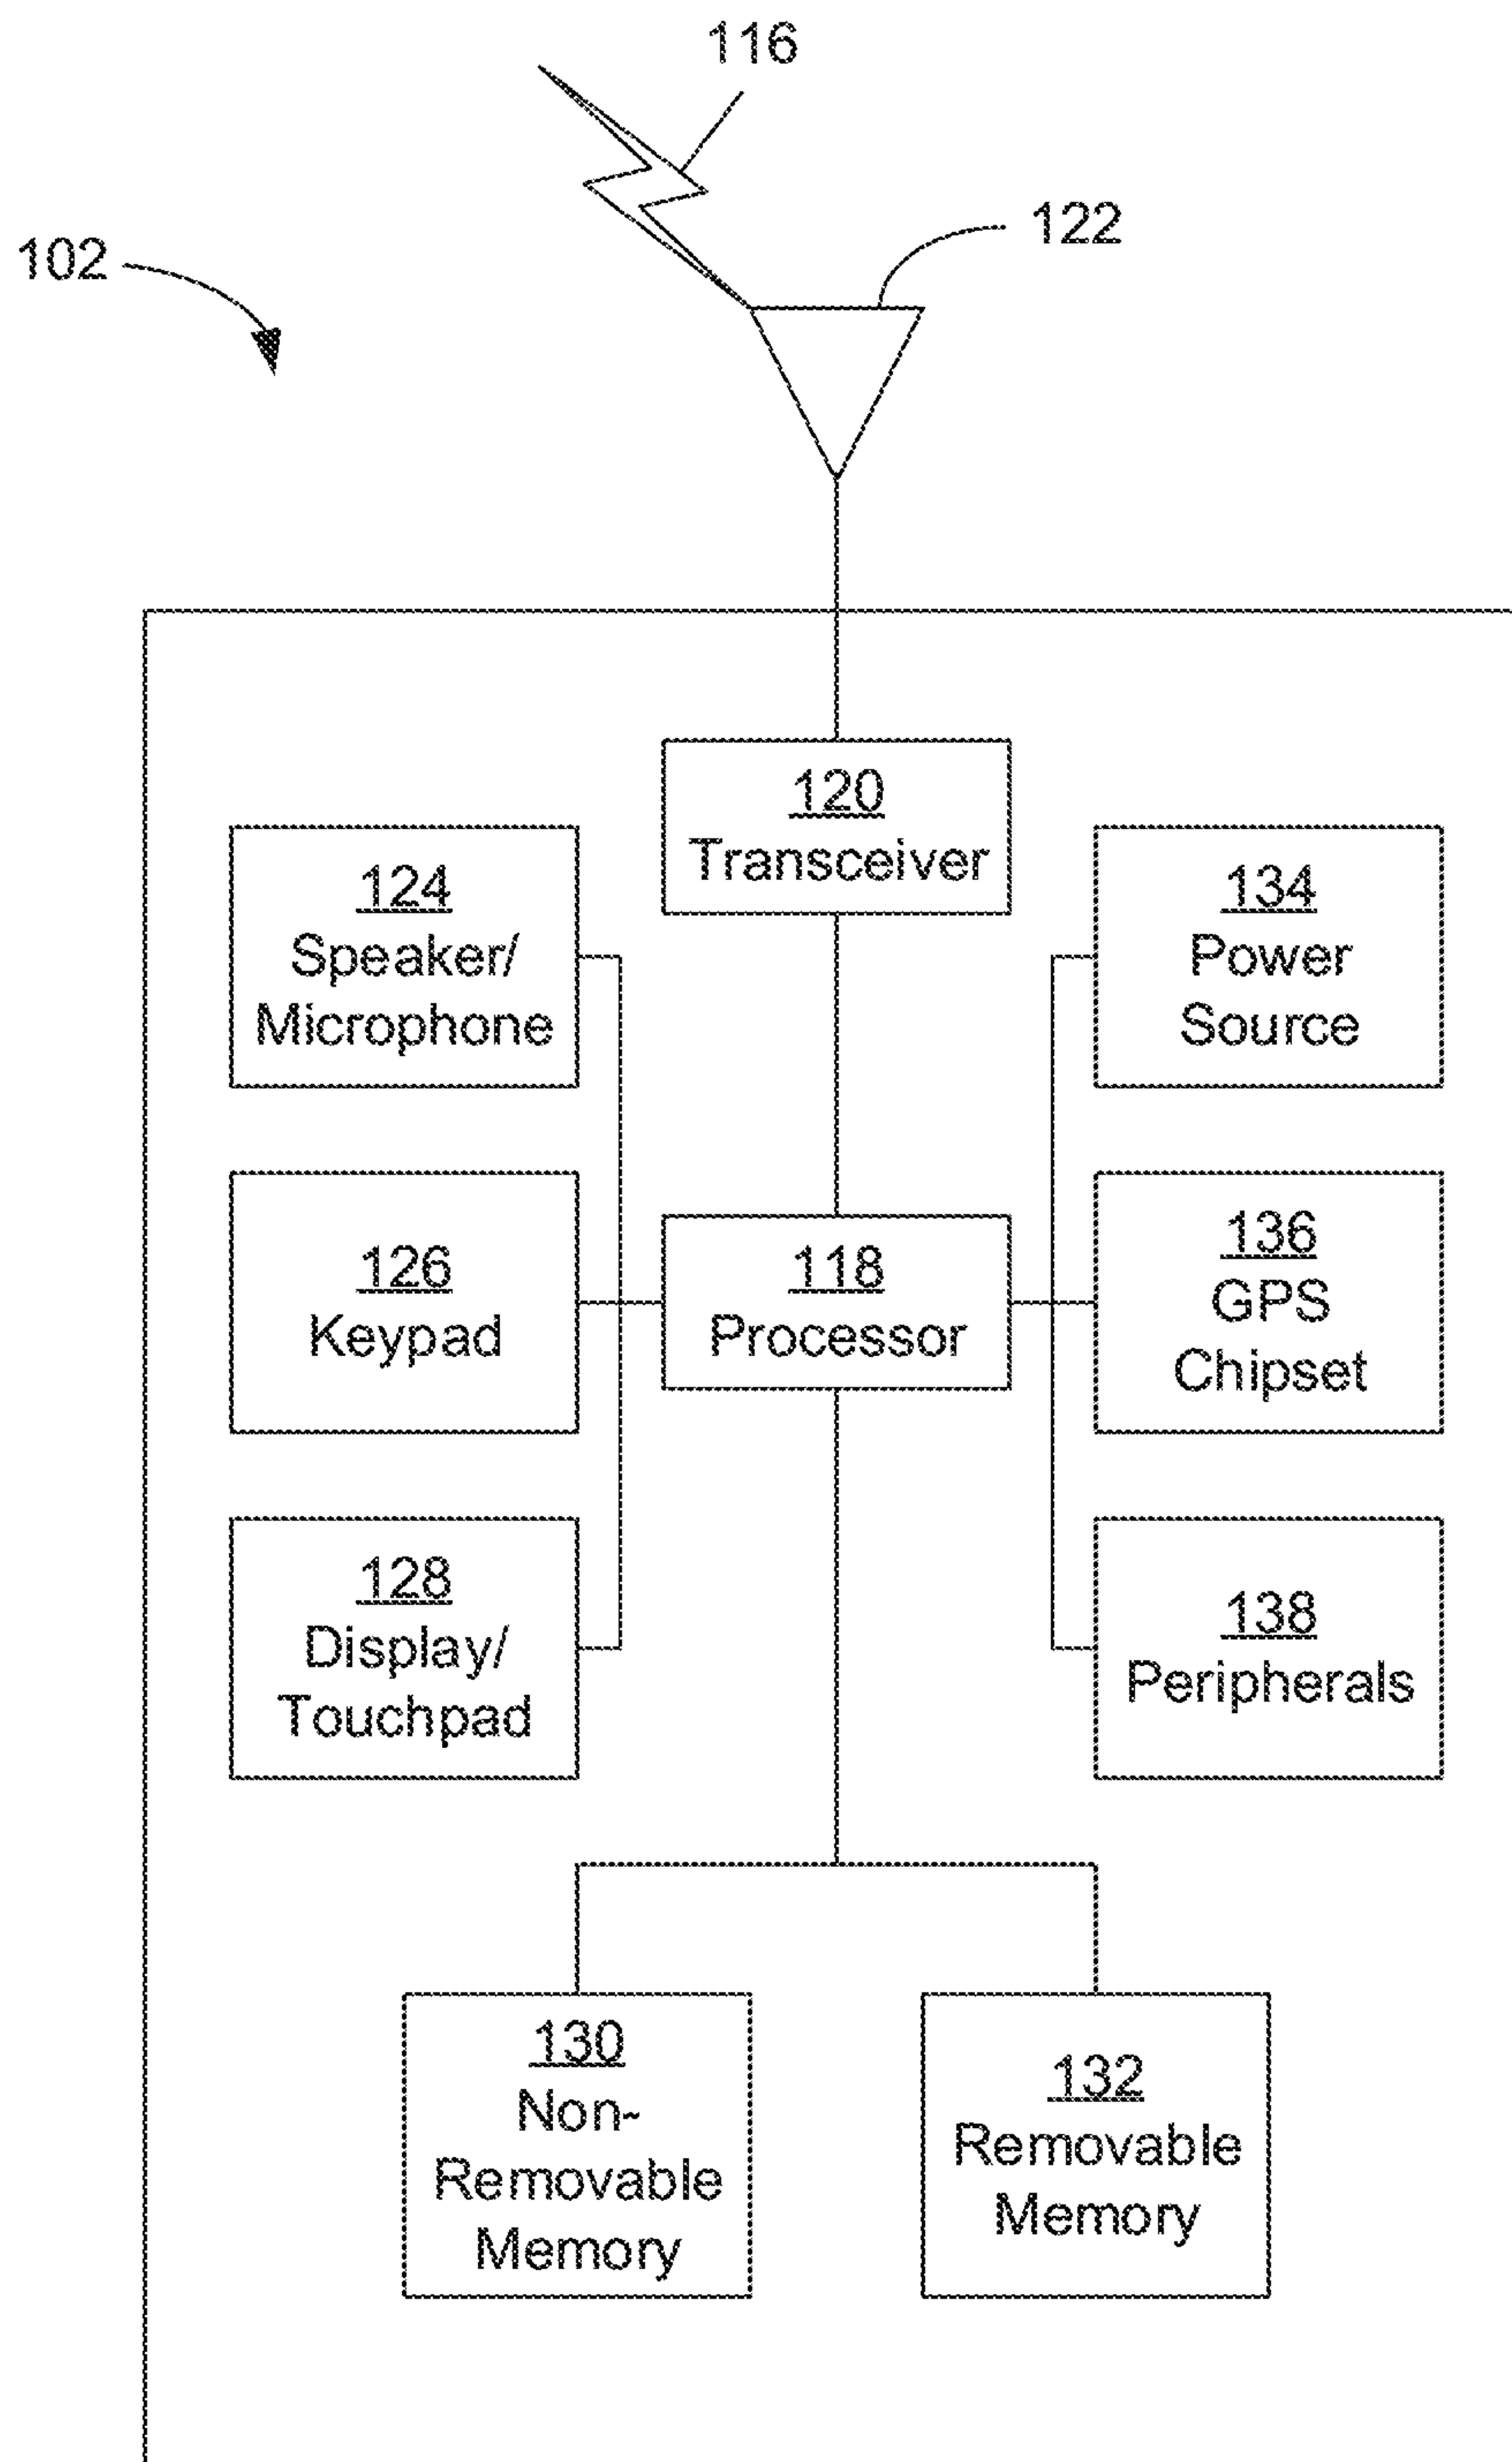 116
122
102
120
Transceiver
124
Speaker/
Microphone
134
Power
Source
126
Keypad
118
Processor
136
GPS
Chipset
128
Display/
Touchpad
138
Peripherals
130
Non-
Removable
Memory
132
Removable
Memory